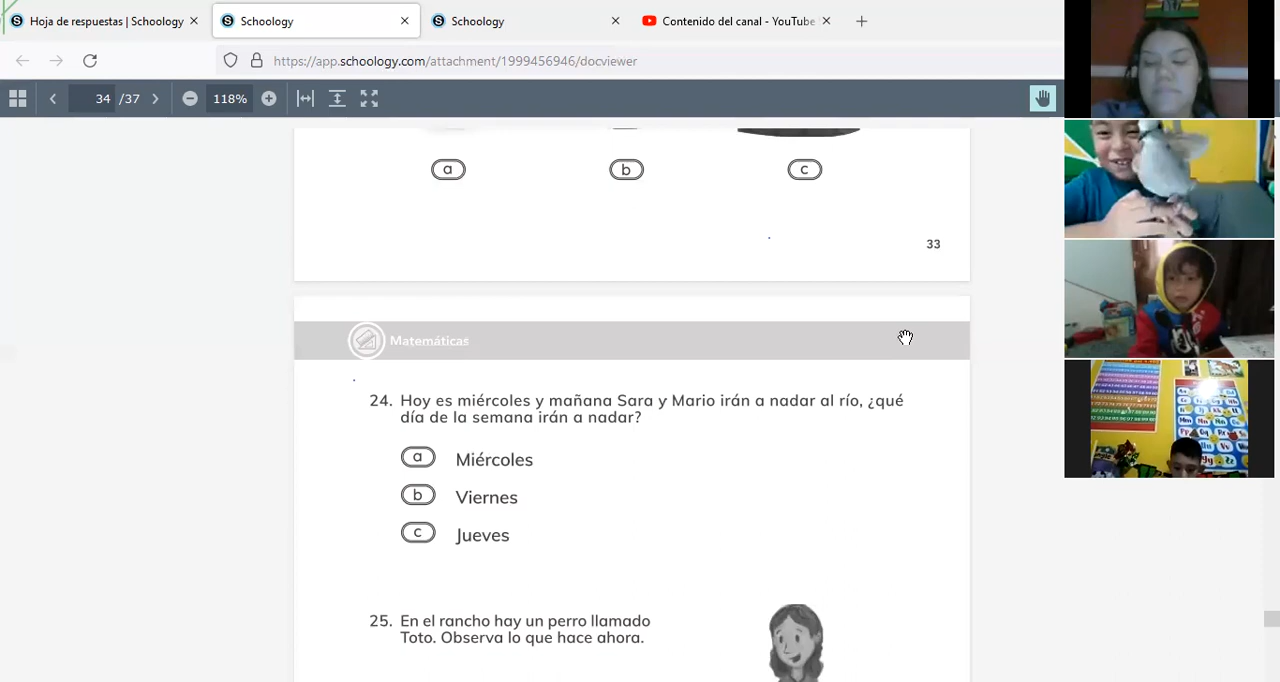 Hoja de respuestas | Schoology
Schoology
Schoology
Contenido del canal - YouTube
https://app.schoology.com/attachment/1999456946/docviewer
34 /37
118%
a b c
33
Matemáticas
24. Hoy es miércoles y mañana Sara y Mario irán a nadar al río, ¿qué
día de la semana irán a nadar?
a Miércoles
b Viernes
c Jueves
25. En el rancho hay un perro llamado
Toto. Observa lo que hace ahora.